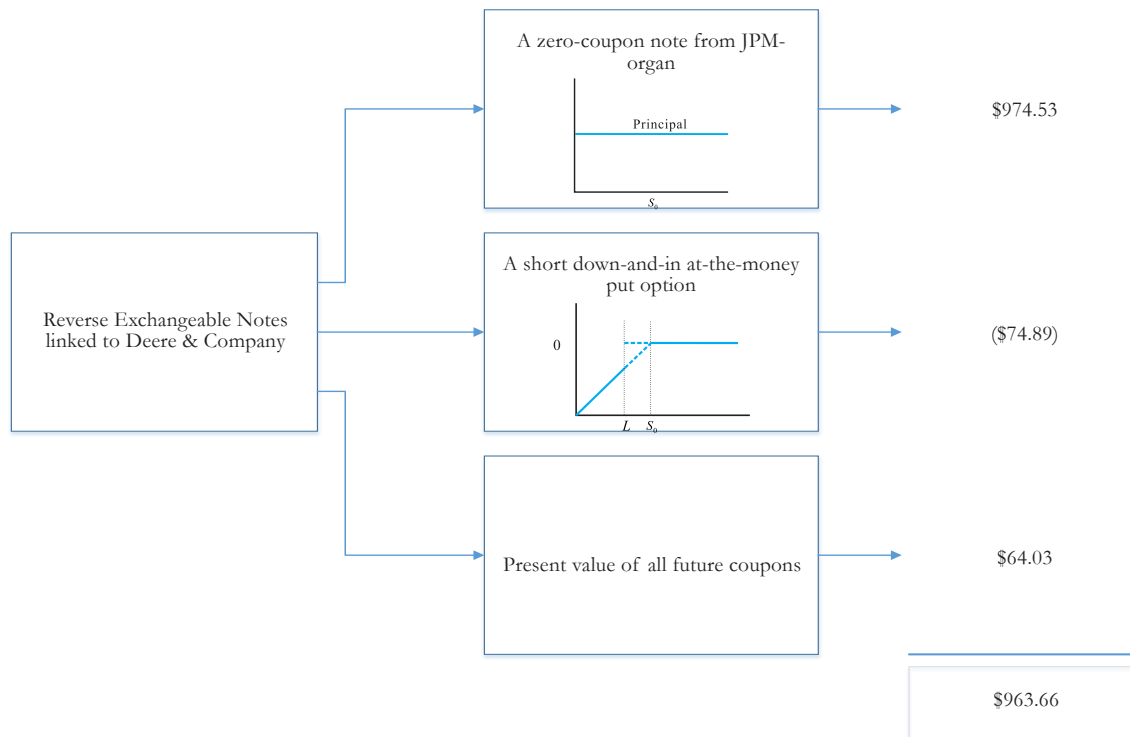 A zero-coupon note from JPM-
organ
Principal
S₀
$974.53
Reverse Exchangeable Notes
linked to Deere & Company
A short down-and-in at-the-money
put option
0
L S₀
($74.89)
Present value of all future coupons
$64.03
$963.66